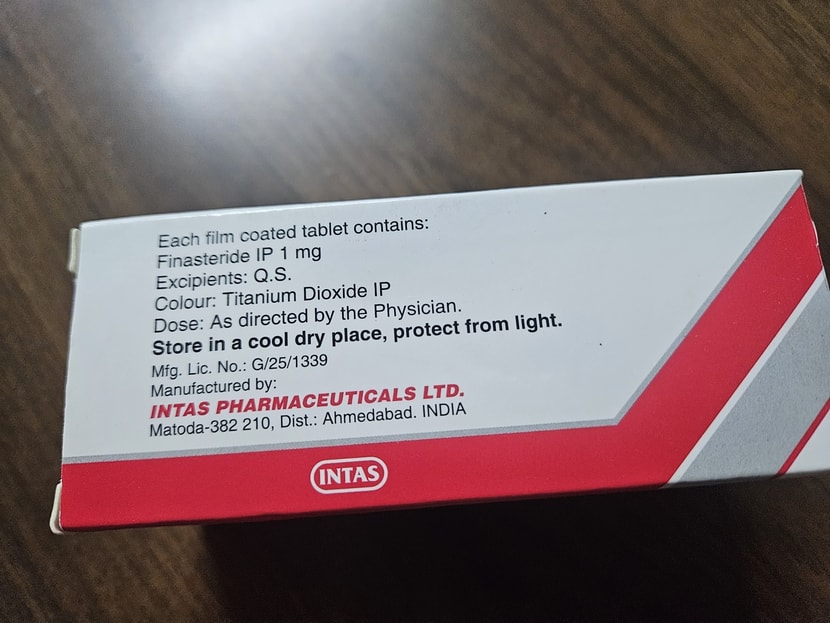 Each film coated tablet contains:
Finasteride IP 1 mg
Excipients: Q.S.
Colour: Titanium Dioxide IP
Dose: As directed by the Physician.
Store in a cool dry place, protect from light.
Mfg. Lic. No.: G/25/1339
Manufactured by:
INTAS PHARMACEUTICALS LTD.
Matoda-382 210, Dist.: Ahmedabad. INDIA
INTAS